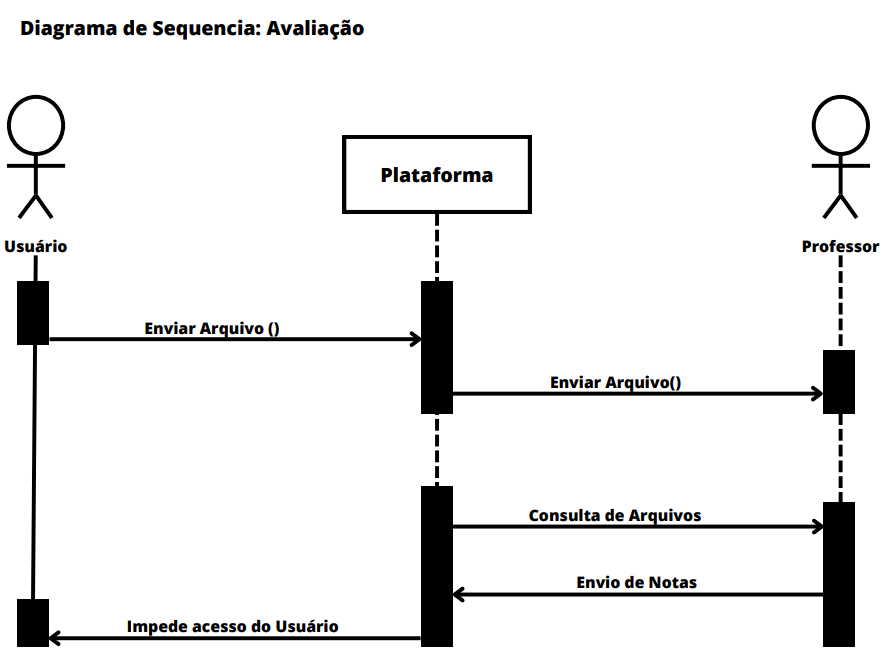 Diagrama de Sequencia: Avaliação
Plataforma
Usuário
Professor
Enviar Arquivo ()
Enviar Arquivo()
Consulta de Arquivos
Envio de Notas
Impede acesso do Usuário